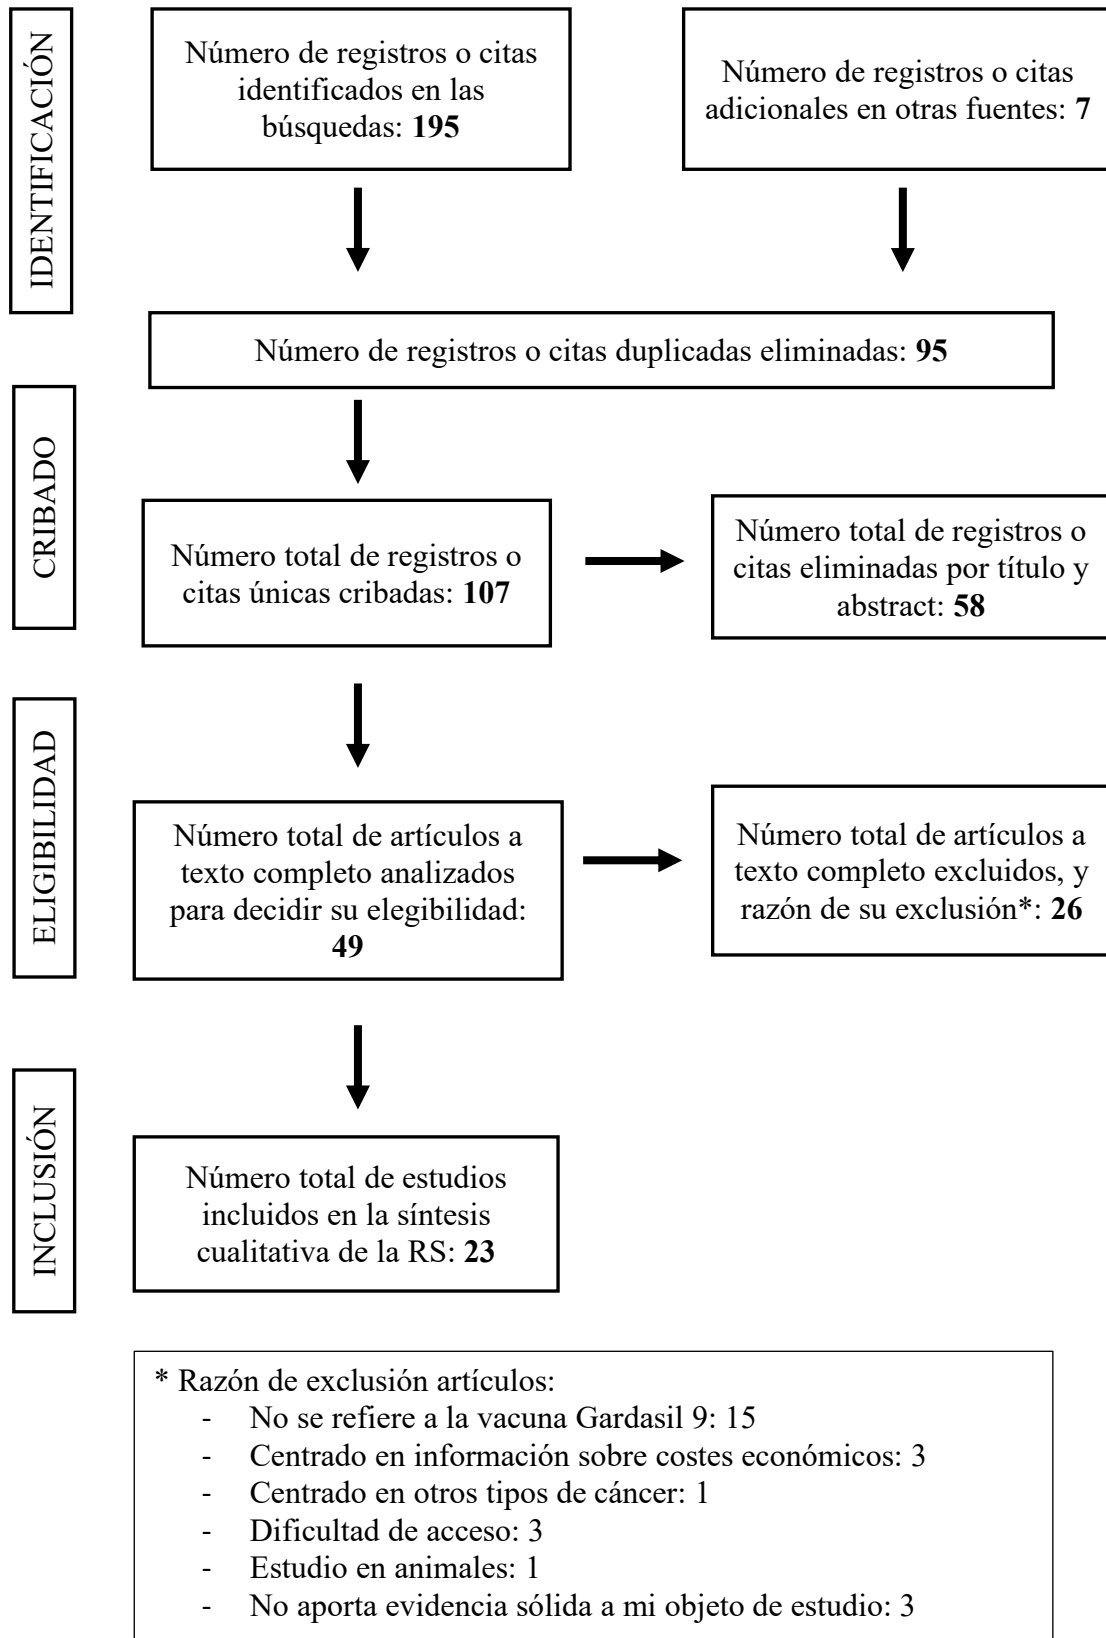 IDENTIFICACIÓN
Número de registros o citas
identificados en las
búsquedas: 195
Número de registros o citas
adicionales en otras fuentes: 7
Número de registros o citas duplicadas eliminadas: 95
CRIBADO
Número total de registros o
citas únicas cribadas: 107
Número total de registros o
citas eliminadas por título y
abstract: 58
ELIGIBILIDAD
Número total de artículos a
texto completo analizados
para decidir su elegibilidad:
49
Número total de artículos a
texto completo excluidos, y
razón de su exclusión*: 26
INCLUSIÓN
Número total de estudios
incluidos en la síntesis
cualitativa de la RS: 23
* Razón de exclusión artículos:
- No se refiere a la vacuna Gardasil 9: 15
- Centrado en información sobre costes económicos: 3
- Centrado en otros tipos de cáncer: 1
- Dificultad de acceso: 3
- Estudio en animales: 1
- No aporta evidencia sólida a mi objeto de estudio: 3